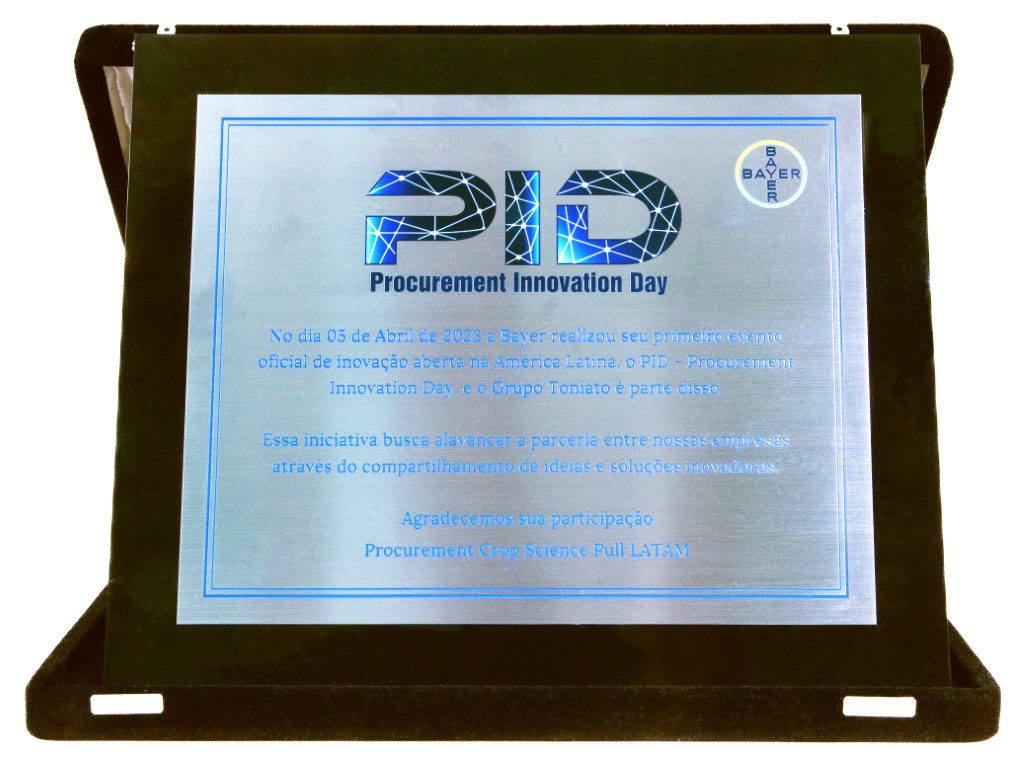 PID
BAYER
BAYER
Procurement Innovation Day
No dia 05 de Abril de 2023 a Bayer realizou seu primeiro evento
oficial de inovação aberta na América Latina, o PID - Procurement
Innovation Day, e o Grupo Toniato é parte disso.
Essa iniciativa busca alavancar a parceria entre nossas empresas
através do compartilhamento de ideias e soluções inovadoras.
Agradecemos sua participação
Procurement Crop Science Pull LATAM